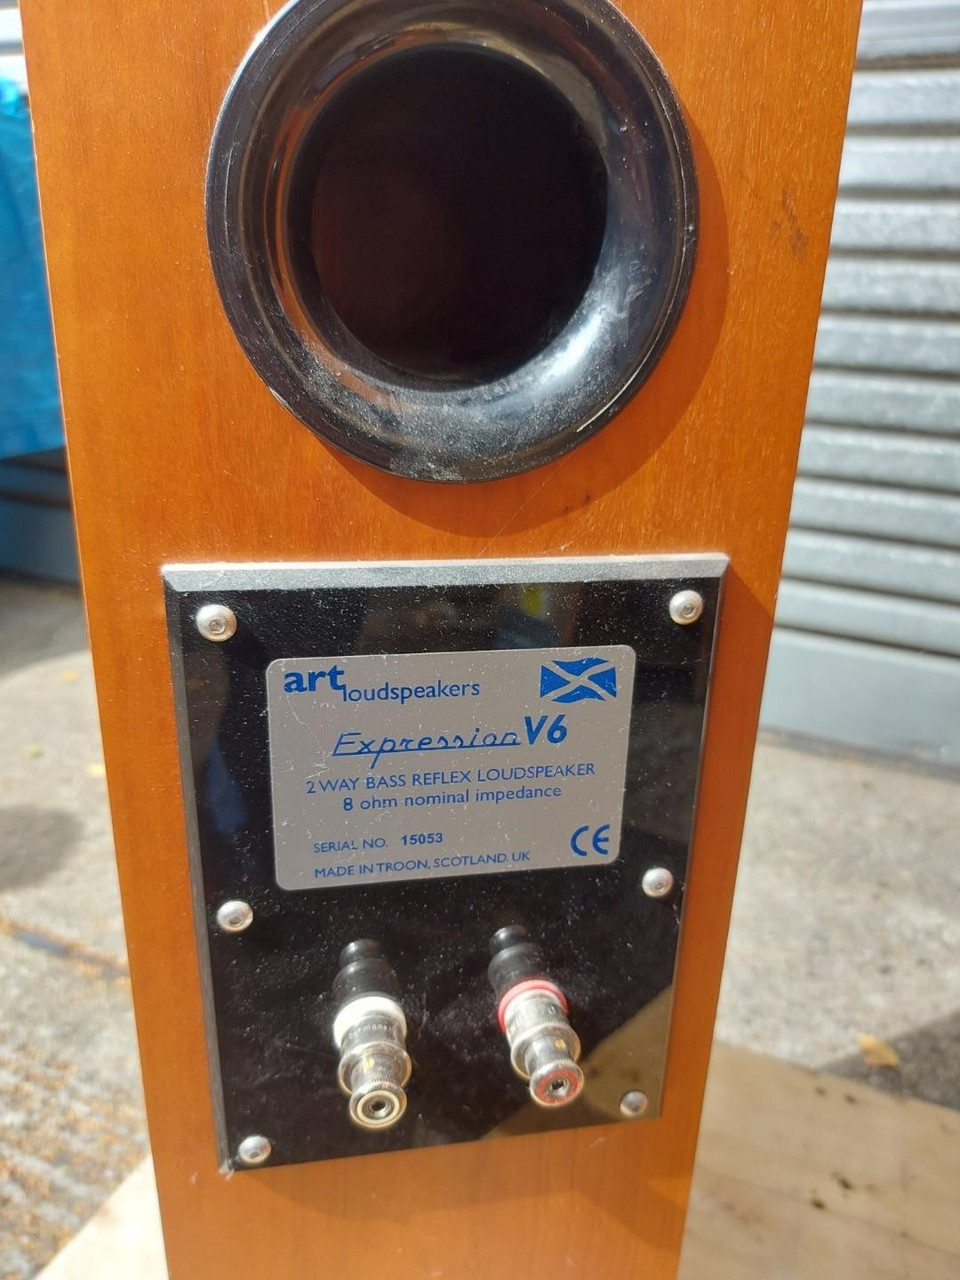 art loudspeakers
Expression V6
2 WAY BASS REFLEX LOUDSPEAKER
8 ohm nominal impedance
SERIAL NO. 15053
CE
MADE IN TROON, SCOTLAND. UK